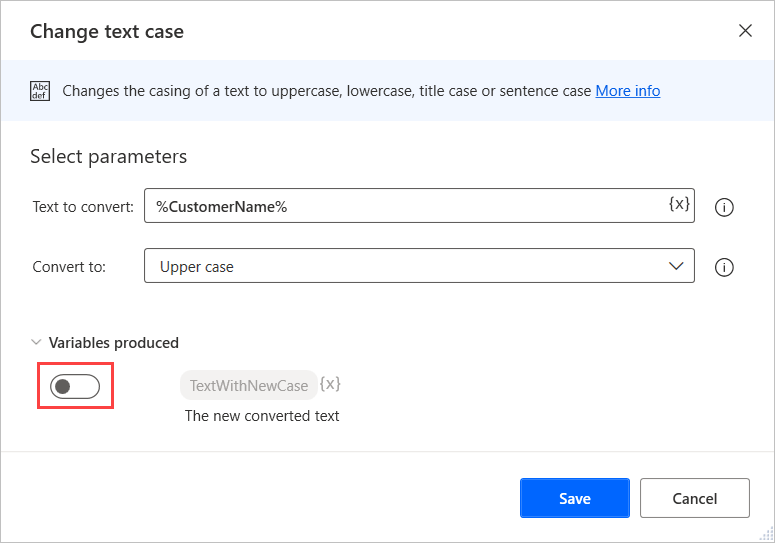 Change text case
Abc
def
Changes the casing of a text to uppercase, lowercase, title case or sentence case More info
Select parameters
Text to convert: %CustomerName% {x}
Convert to: Upper case
Variables produced
TextWithNewCase {x}
The new converted text
Save Cancel